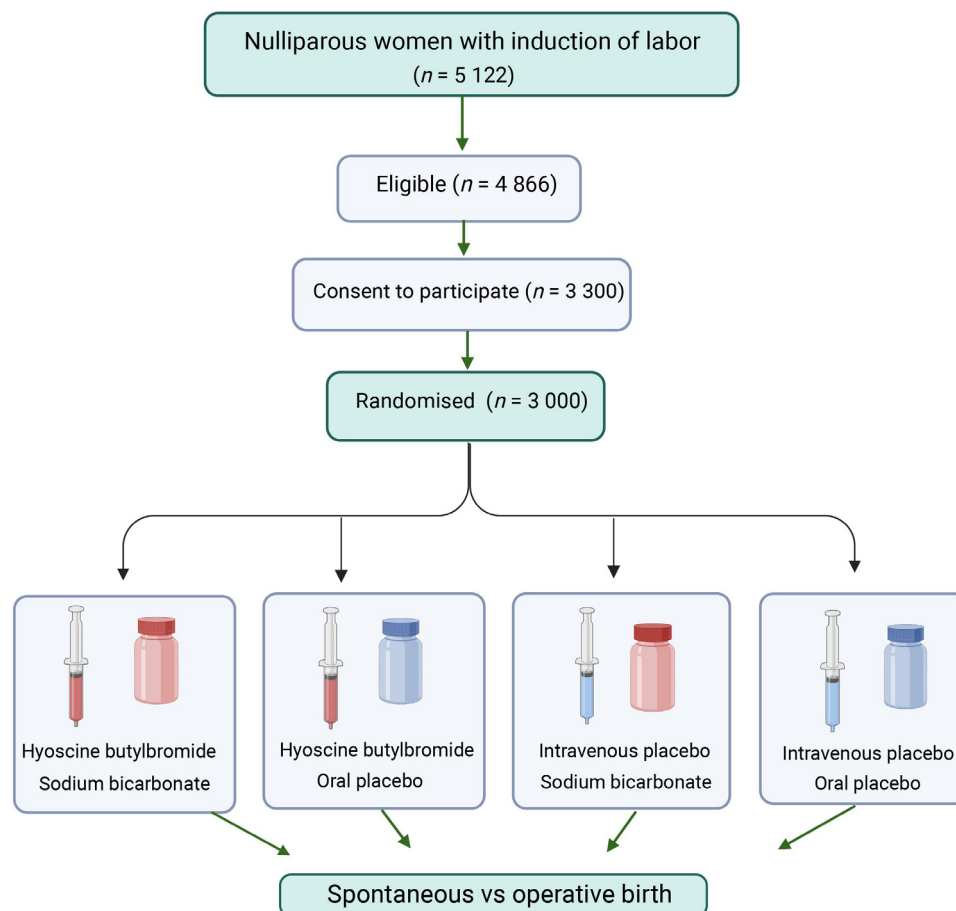 Nulliparous women with induction of labor
(n = 5 122)
Eligible (n = 4 866)
Consent to participate (n = 3 300)
Randomised (n = 3 000)
Hyoscine butylbromide
Sodium bicarbonate
Hyoscine butylbromide
Oral placebo
Intravenous placebo
Sodium bicarbonate
Intravenous placebo
Oral placebo
Spontaneous vs operative birth